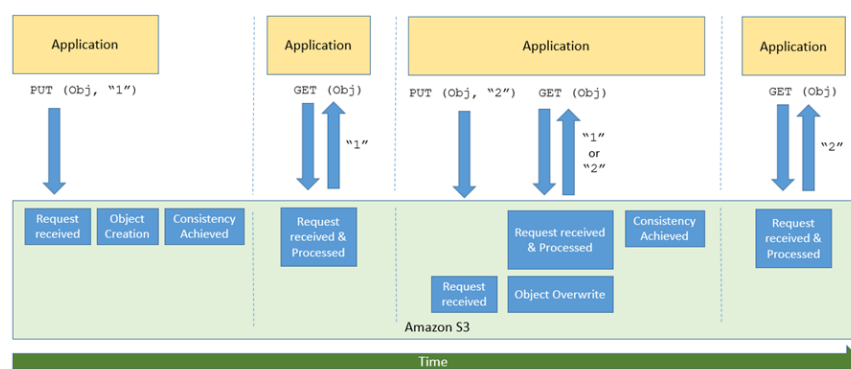 Application
Application
Application
Application
PUT (Obj, “1”)
GET (Obj)
PUT (Obj, “2”)
GET (Obj)
GET (Obj)
“1”
“1”
or
“2”
“2”
Request
received
Object
Creation
Consistency
Achieved
Request
received &
Processed
Request received
& Processed
Consistency
Achieved
Request
received &
Processed
Request
received
Object Overwrite
Amazon S3
Time